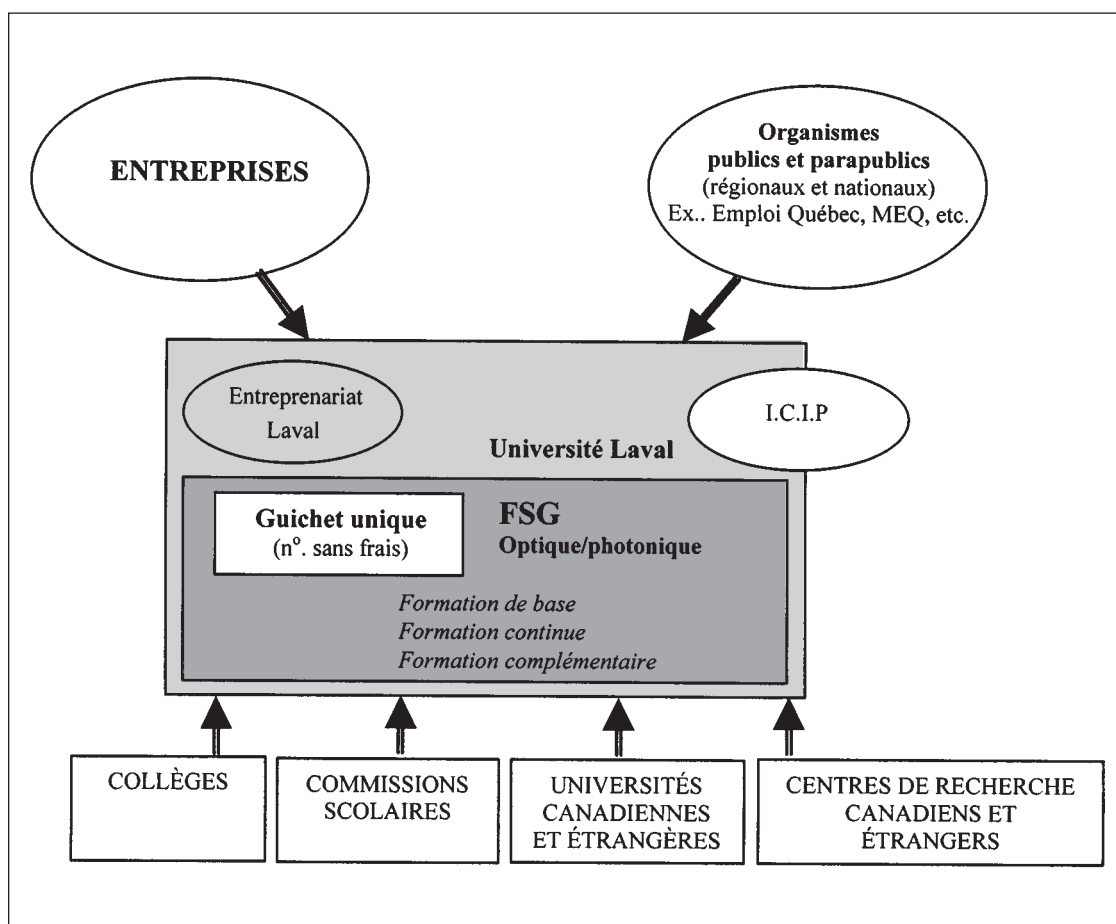 ENTREPRISES
Organismes
publics et parapublics
(régionaux et nationaux)
Ex.. Emploi Québec, MEQ, etc.
Entreprenariat
Laval
I.C.I.P
Université Laval
Guichet unique
(nº. sans frais)
FSG
Optique/photonique
Formation de base
Formation continue
Formation complémentaire
COLLÈGES
COMMISSIONS
SCOLAIRES
UNIVERSITÉS
CANADIENNES
ET ÉTRANGÈRES
CENTRES DE RECHERCHE
CANADIENS ET
ÉTRANGERS